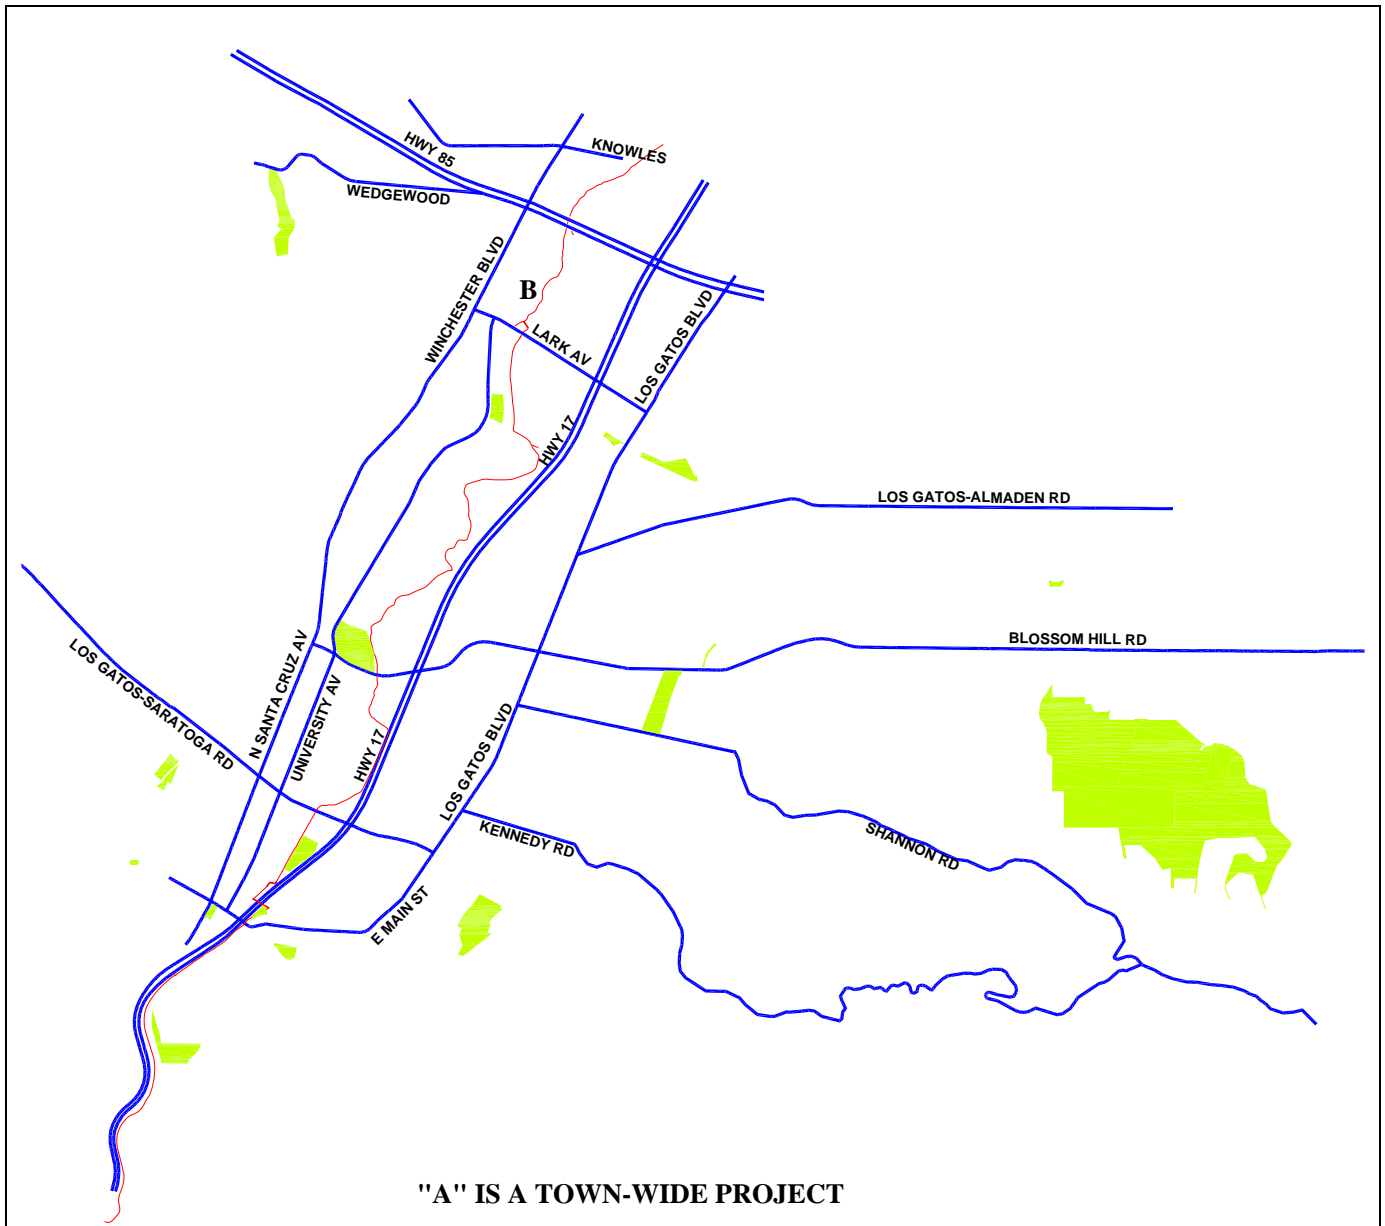 HWY 85
KNOWLES
WEDGEWOOD
WINCHESTER BLVD
B
LARK AV
LOS GATOS BLVD
HWY 17
LOS GATOS-ALMADEN RD
BLOSSOM HILL RD
LOS GATOS-SARATOGA RD
N SANTA CRUZ AV
UNIVERSITY AV
HWY 17
LOS GATOS BLVD
KENNEDY RD
SHANNON RD
E MAIN ST
"A" IS A TOWN-WIDE PROJECT